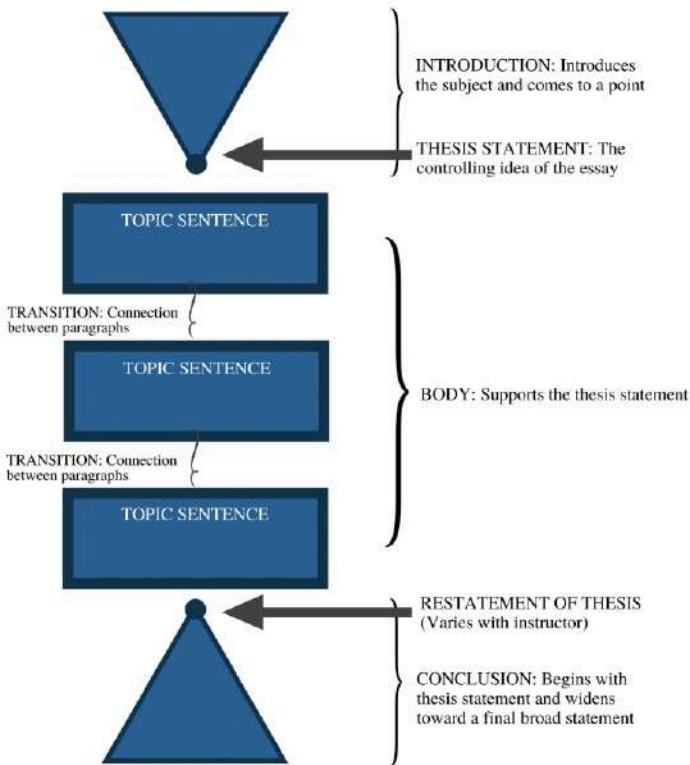 INTRODUCTION: Introduces
the subject and comes to a point
THESIS STATEMENT: The
controlling idea of the essay
TOPIC SENTENCE
TRANSITION: Connection
between paragraphs
TOPIC SENTENCE
BODY: Supports the thesis statement
TRANSITION: Connection
between paragraphs
TOPIC SENTENCE
RESTATEMENT OF THESIS
(Varies with instructor)
CONCLUSION: Begins with
thesis statement and widens
toward a final broad statement